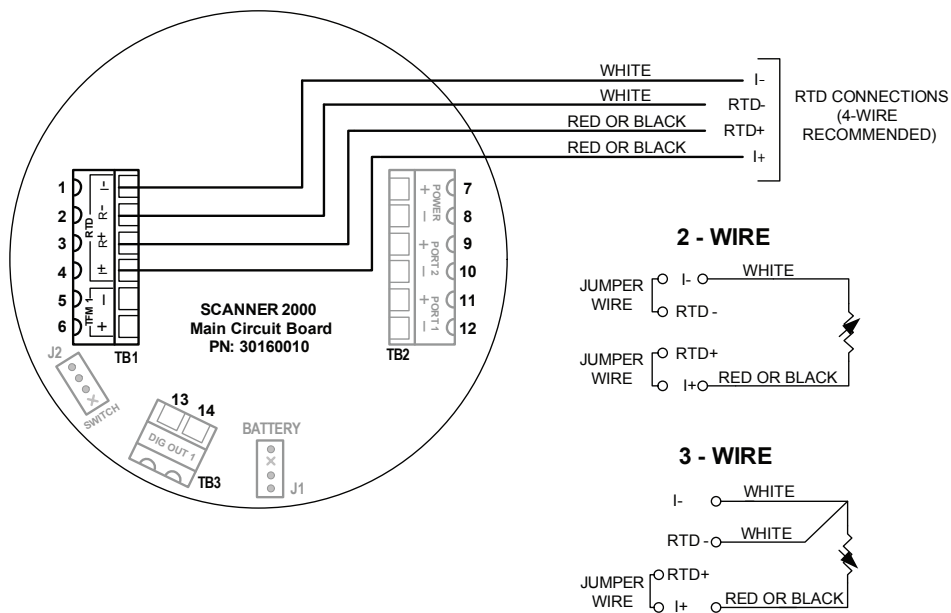 WHITE
I-
WHITE
RTD-
RED OR BLACK
RTD+
RED OR BLACK
I+
RTD CONNECTIONS
(4-WIRE
RECOMMENDED)
1
2
3
4
5
6
I-
R-
R+
I+
RTD
–
+
TFM 1
TB1
SCANNER 2000
Main Circuit Board
PN: 30160010
+
–
POWER
+
–
PORT 2
+
–
PORT 1
7
8
9
10
11
12
TB2
J2
SWITCH
13
14
DIG OUT 1
TB3
BATTERY
J1
2 - WIRE
JUMPER
WIRE
I-
WHITE
RTD -
JUMPER
WIRE
RTD+
I+
RED OR BLACK
3 - WIRE
I-
WHITE
RTD -
WHITE
JUMPER
WIRE
RTD+
I+
RED OR BLACK